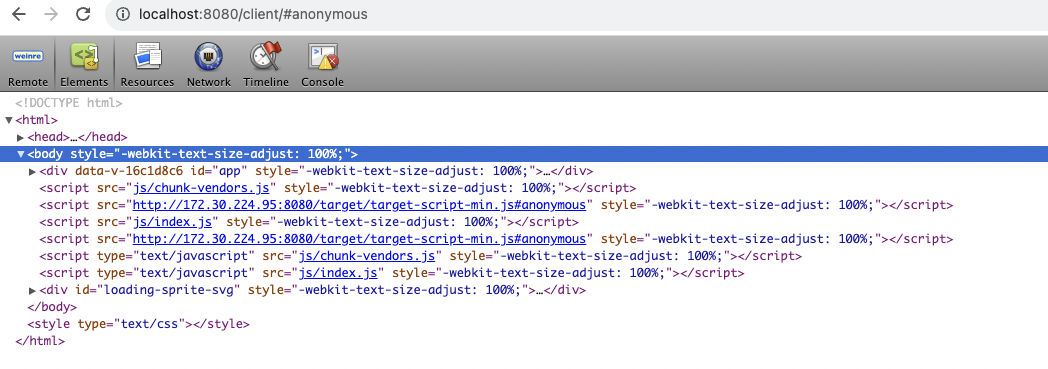 localhost:8080/client/#anonymous
weinre
Remote Elements Resources Network Timeline Console
<!DOCTYPE html>
▼<html>
▶<head>…</head>
▼<body style="-webkit-text-size-adjust: 100%;">
▶<div data-v-16c1d8c6 id="app" style="-webkit-text-size-adjust: 100%;">…</div>
<script src="js/chunk-vendors.js" style="-webkit-text-size-adjust: 100%;"></script>
<script src="http://172.30.224.95:8080/target/target-script-min.js#anonymous" style="-webkit-text-size-adjust: 100%;"></script>
<script src="js/index.js" style="-webkit-text-size-adjust: 100%;"></script>
<script src="http://172.30.224.95:8080/target/target-script-min.js#anonymous" style="-webkit-text-size-adjust: 100%;"></script>
<script type="text/javascript" src="js/chunk-vendors.js" style="-webkit-text-size-adjust: 100%;"></script>
<script type="text/javascript" src="js/index.js" style="-webkit-text-size-adjust: 100%;"></script>
▶<div id="loading-sprite-svg" style="-webkit-text-size-adjust: 100%;">…</div>
</body>
<style type="text/css"></style>
</html>